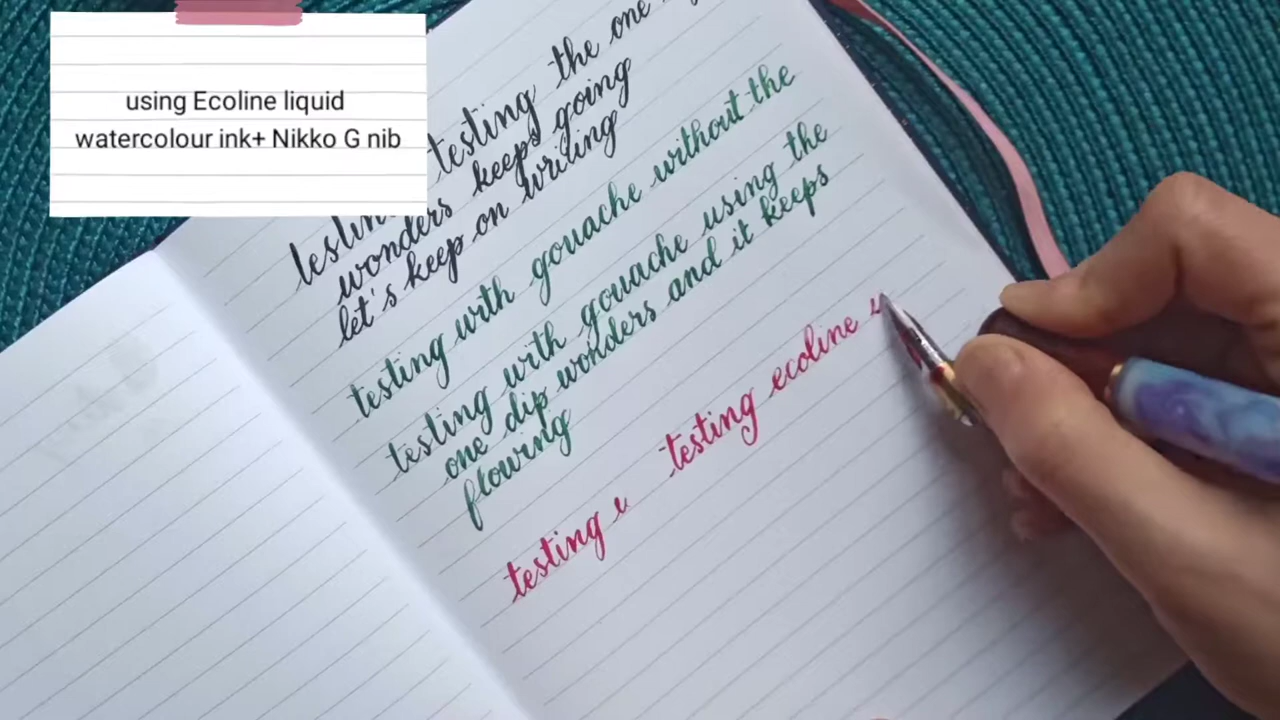 using Ecoline liquid
watercolour ink+ Nikko G nib
testing the one
keeps going
wonders
let's keep on writing
testing with gouache without the
testing with gouache using the
one dip wonders and it keeps
flowing
testing testing ecoline